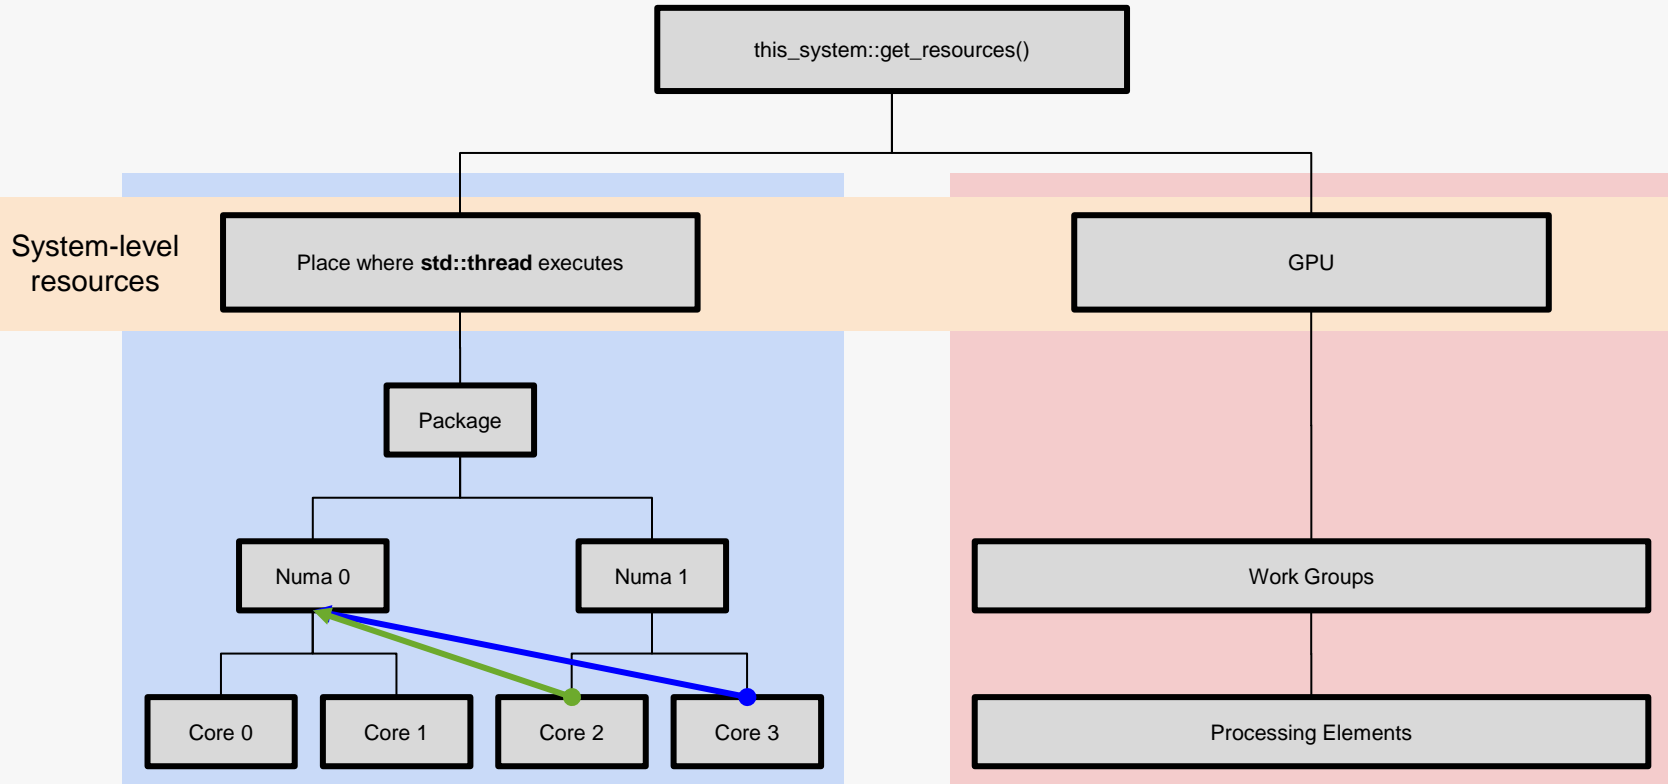 this_system::get_resources()
System-level
resources
Place where std::thread executes
GPU
Package
Numa 0
Numa 1
Work Groups
Core 0
Core 1
Core 2
Core 3
Processing Elements